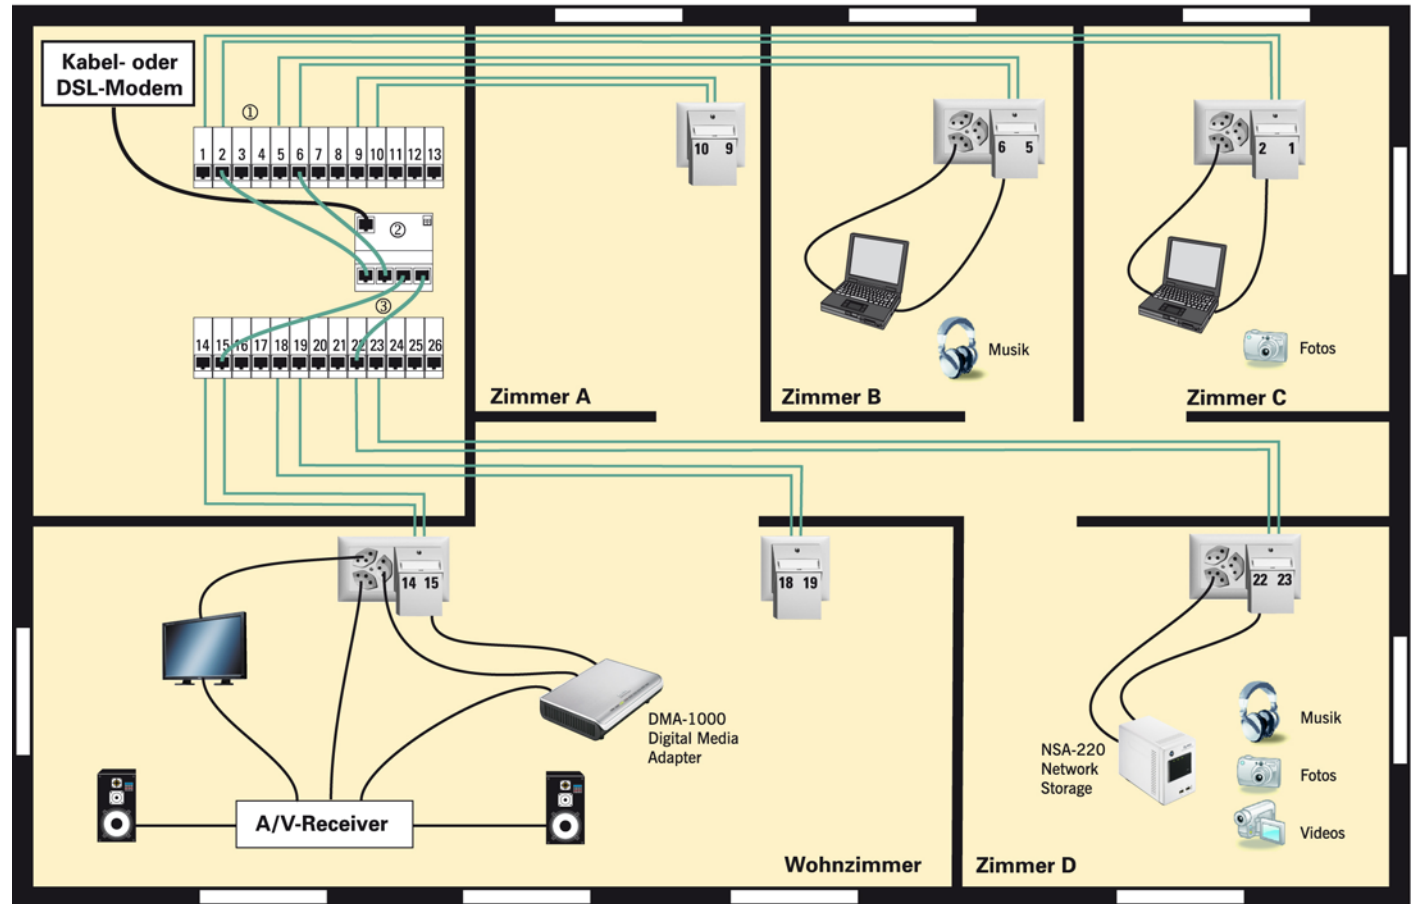 Kabel- oder
DSL-Modem
①
1 2 3 4 5 6 7 8 9 10 11 12 13
②
③
14 15 16 17 18 19 20 21 22 23 24 25 26
10 9
6 5
2 1
Musik
Fotos
Zimmer A
Zimmer B
Zimmer C
14 15
18 19
22 23
DMA-1000
Digital Media
Adapter
NSA-220
Network
Storage
Musik
Fotos
Videos
A/V-Receiver
Wohnzimmer
Zimmer D